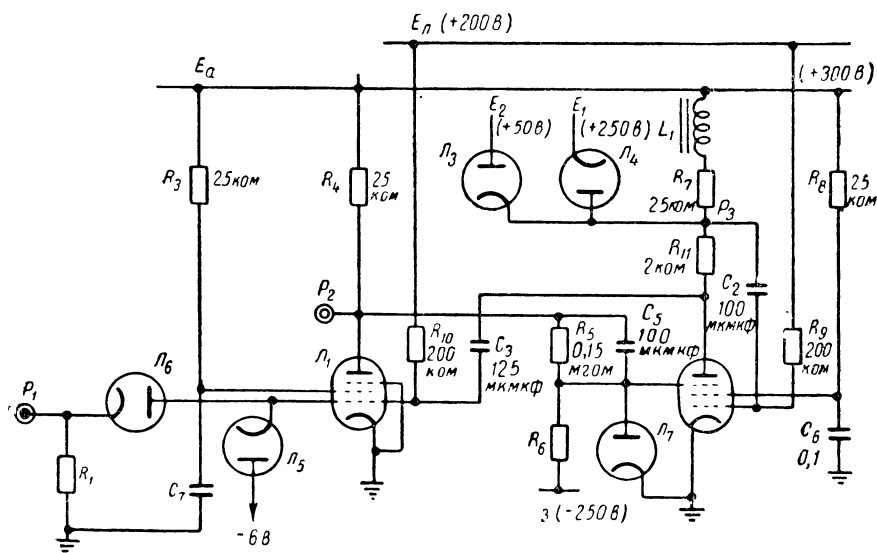 Eл (+200в)
Eа
(+300в)
E₂
(+50в)
E₁
(+250в)
L₁
Л₃
Л₄
R₃
25ком
R₄
25
ком
R₇
25ком
P₃
R₈
25
ком
R₁₁
2ком
C₂
100
мкмкф
P₂
R₁₀
200
ком
C₃
125
мкмкф
R₅
0,15
мгом
C₅
100
мкмкф
R₉
200
ком
Л₁
Л₆
P₁
R₁
C₇
Л₅
-6в
R₆
Л₇
C₆
0,1
з (-250в)